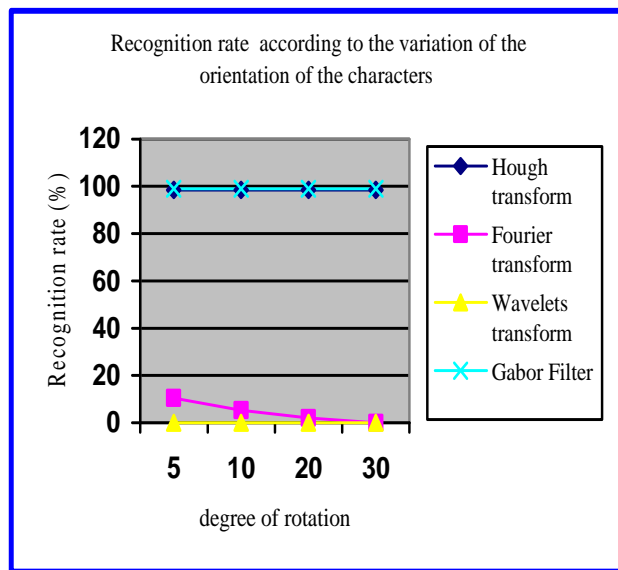 Recognition rate according to the variation of the
orientation of the characters
120
100
80
60
40
20
0
Recognition rate (%)
5 10 20 30
degree of rotation
Hough
transform
Fourier
transform
Wavelets
transform
Gabor Filter